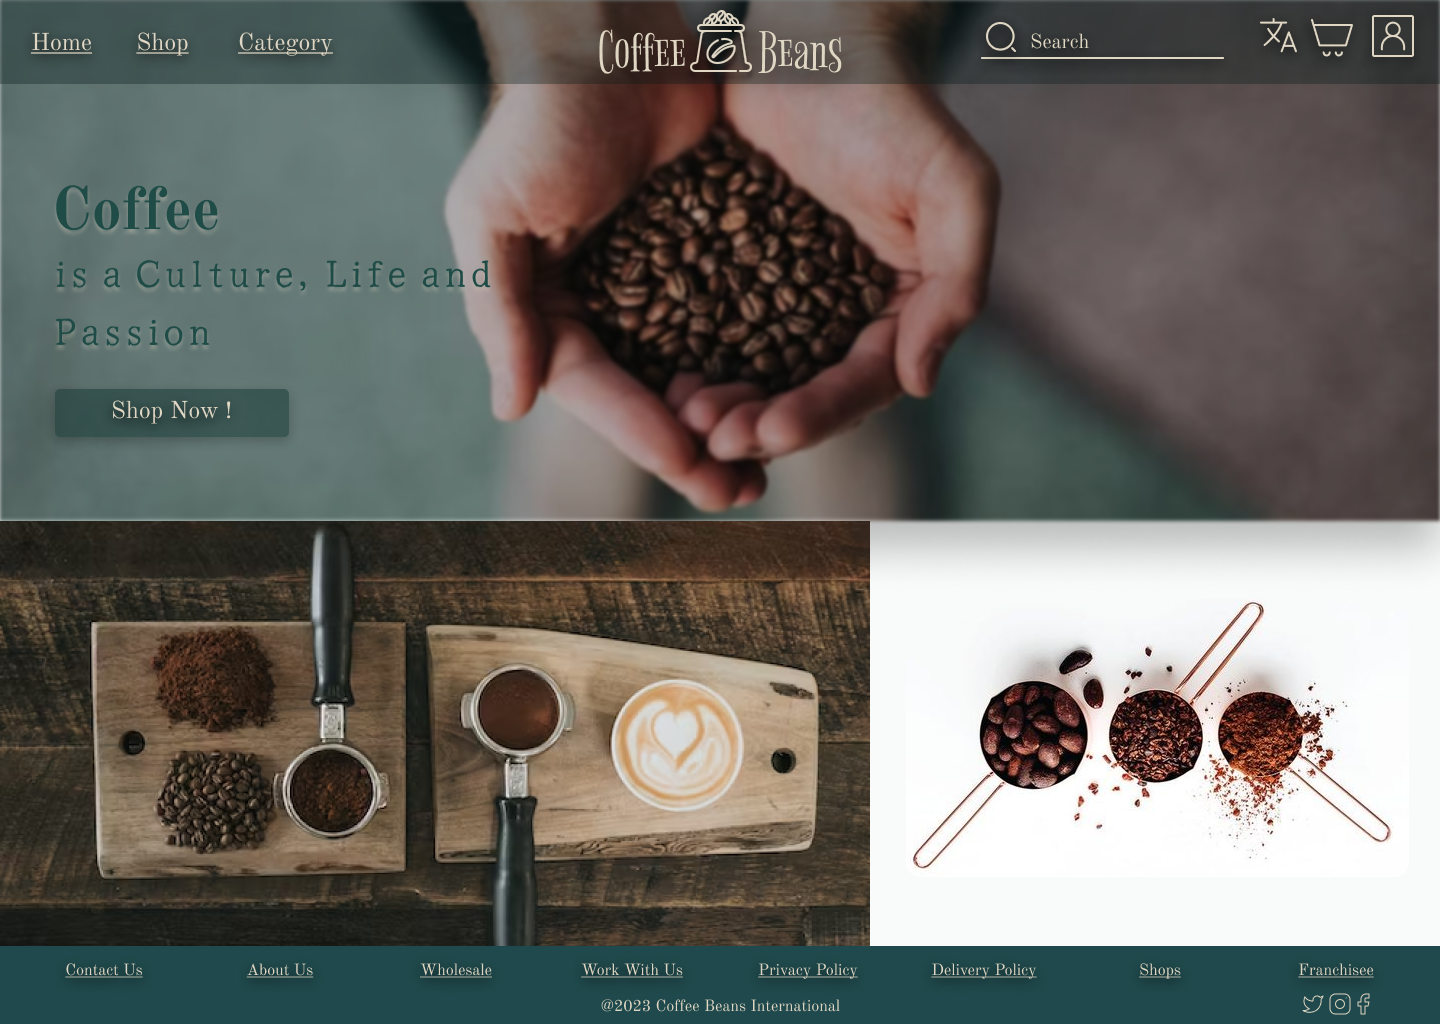 Home Shop Category Coffee Beans Search
Coffee
is a Culture, Life and
Passion
Shop Now !
Contact Us About Us Wholesale Work With Us Privacy Policy Delivery Policy Shops Franchisee
@2023 Coffee Beans International